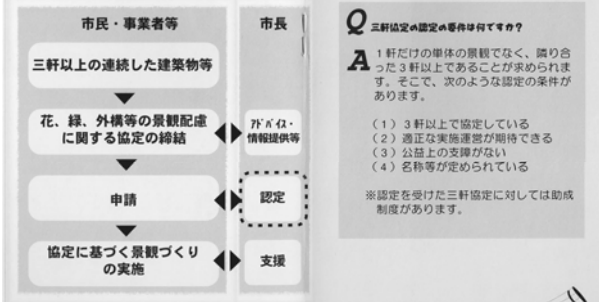 市民・事業者等
市長
三軒以上の連続した建築物等
花、緑、外構等の景観配慮
に関する協定の締結
ｱﾄﾞﾊﾞｲｽ・
情報提供等
申請
認定
協定に基づく景観づくり
の実施
支援
Q 三軒協定の認定の要件は何ですか？
A 1軒だけの単体の景観でなく、隣り合
った3軒以上であることが求められま
す。そこで、次のような認定の条件が
あります。
（1）3軒以上で協定している
（2）適正な実施運営が期待できる
（3）公益上の支障がない
（4）名称等が定められている
※認定を受けた三軒協定に対しては助成
制度があります。